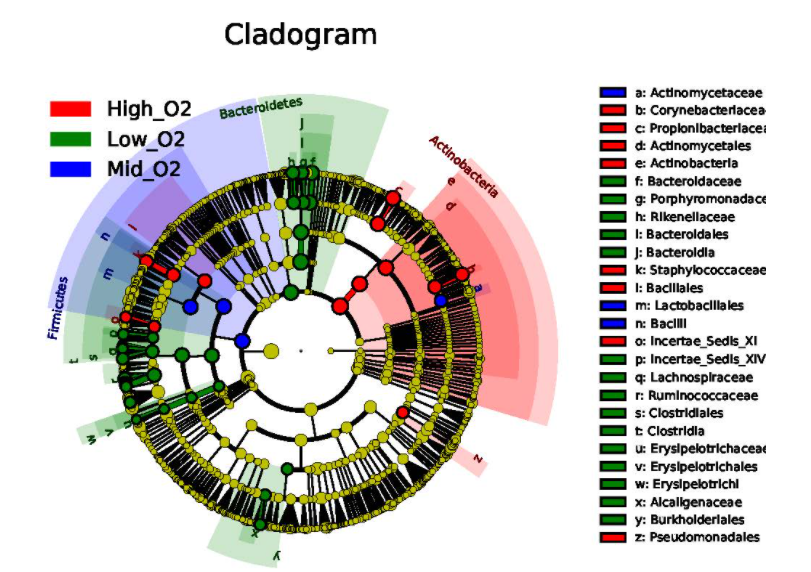 Cladogram
High_O2
Low_O2
Mid_O2
Bacteroidetes
Actinobacteria
Firmicutes
a: Actinomycetaceae
b: Corynebacteriacea
c: Propionibacteriacea
d: Actinomycetales
e: Actinobacteria
f: Bacteroidaceae
g: Porphyromonadace
h: Rikenellaceae
i: Bacteroidales
j: Bacteroidia
k: Staphylococcaceae
l: Bacillales
m: Lactobacillales
n: Bacilli
o: Incertae_Sedis_XI
p: Incertae_Sedis_XIV
q: Lachnospiraceae
r: Ruminococcaceae
s: Clostridiales
t: Clostridia
u: Erysipelotrichaceae
v: Erysipelotrichales
w: Erysipelotrichi
x: Alcaligenaceae
y: Burkholderiales
z: Pseudomonadales
j
i
h g f
c
e
d
b
a
l
k
n
m
o
t
s
r
w
v
u
x
y
z